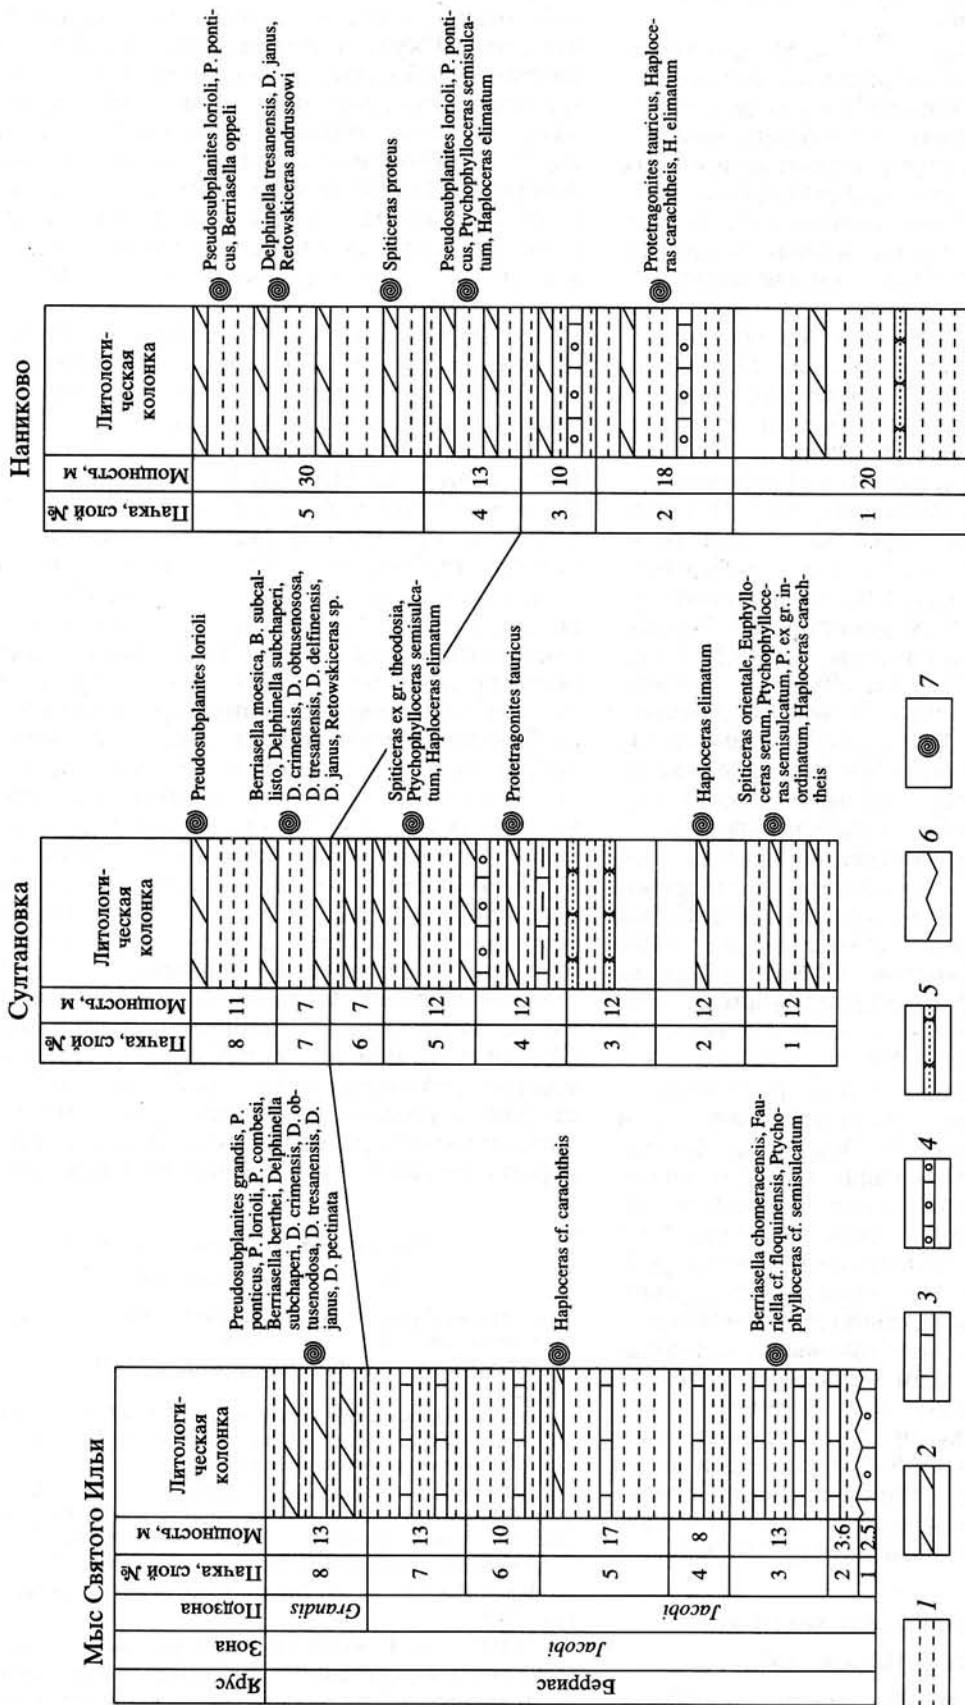 Мыс Святого Ильи
Ярус
Зона
Подзона
Пачка, слой №
Мощность, м
Литологи-
ческая
колонка
Берриас
Jacobi
Grandis
Jacobi
8
13
7
13
6
10
5
17
4
8
3
13
2
3.6
1
2.5
Preudosubplanites grandis, P.
ponticus, P. lorioli, P. combesi,
Berriasella berthei, Delphinella
subchaperi, D. crimensis, D. ob-
tusenodosa, D. tresanensis, D.
janus, D. pectinata
Haploceras cf. carachtheis
Berriasella chomeracensis, Fau-
riella cf. floquinensis, Ptycho-
phylloceras cf. semisulcatum
Султановка
Пачка, слой №
Мощность, м
Литологи-
ческая
колонка
8
11
7
7
6
7
5
12
4
12
3
12
2
12
1
12
Preudosubplanites lorioli
Berriasella moesica, B. subcal-
listo, Delphinella subchaperi,
D. crimensis, D. obtusenososa,
D. tresanensis, D. delfinensis,
D. janus, Retowskiceras sp.
Spiticeras ex gr. theodosia,
Ptychophylloceras semisulca-
tum, Haploceras elimatum
Protetragonites tauricus
Haploceras elimatum
Spiticeras orientale, Euphyllo-
ceras serum, Ptychophylloce-
ras semisulcatum, P. ex gr. in-
ordinatum, Haploceras carach-
theis
Наниково
Пачка, слой №
Мощность, м
Литологи-
ческая
колонка
5
30
4
13
3
10
2
18
1
20
Pseudosuplanites lorioli, P. ponti-
cus, Berriasella oppeli
Delphinella tresanensis, D. janus,
Retowskiceras andrussowi
Spiticeras proteus
Pseudosuplanites lorioli, P. ponti-
cus, Ptychophylloceras semisulca-
tum, Haploceras elimatum
Protetragonites tauricus, Haploce-
ras carachtheis, H. elimatum
1
2
3
4
5
6
7